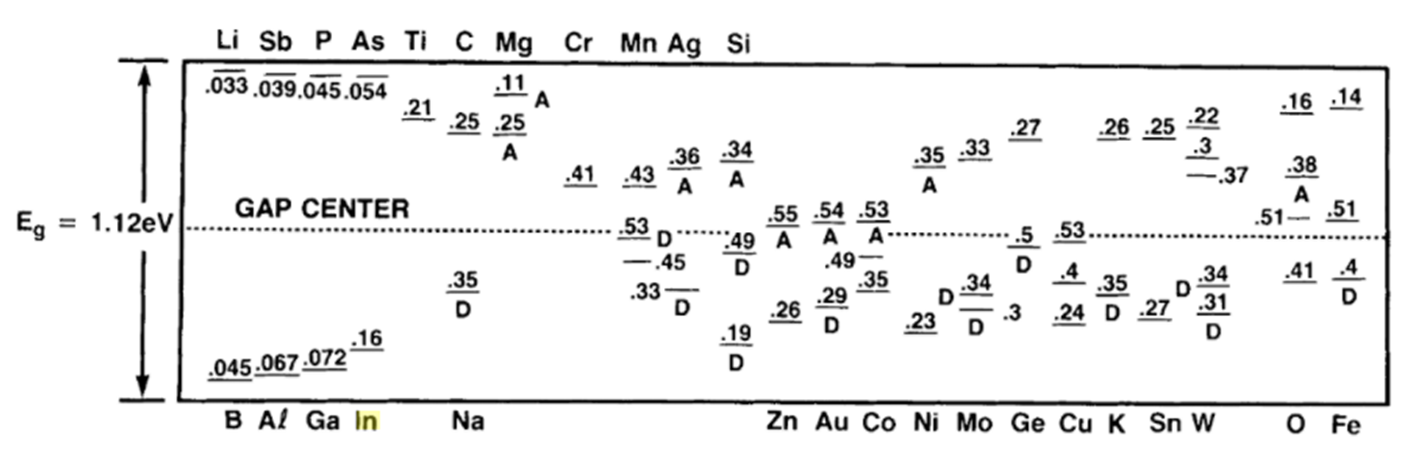 Li Sb P As Ti C Mg Cr Mn Ag Si
.033 .039 .045 .054 .11 A .16 .14
.21 .25 .25 .27 .26 .25 .22
A .36 .34 .35 .33 .3
.41 .43 A A A .37 .38
A
Eg = 1.12eV GAP CENTER .53 D .49 .55 .54 .53 .5 .53 .51 .51
.45 D A A A D
.49
.35 .33 .29 .35 .34 .4 .35 .34 .41 .4
D D .26 D D .3 D D .31 D
.19 .23 D .24 .27 D
D
.16
.045 .067 .072
B Al Ga In Na Zn Au Co Ni Mo Ge Cu K Sn W O Fe